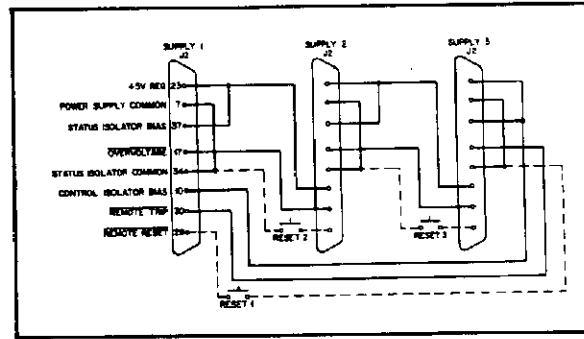 SUPPLY 1
J2
SUPPLY 2
J2
SUPPLY 3
J2
+5V REG 23
POWER SUPPLY COMMON 7
STATUS ISOLATOR BIAS 37
OVERVOLTAGE 17
STATUS ISOLATOR COMMON 34
CONTROL ISOLATOR BIAS 10
REMOTE TRIP 30
REMOTE RESET 29
RESET 2
RESET 3
RESET 1